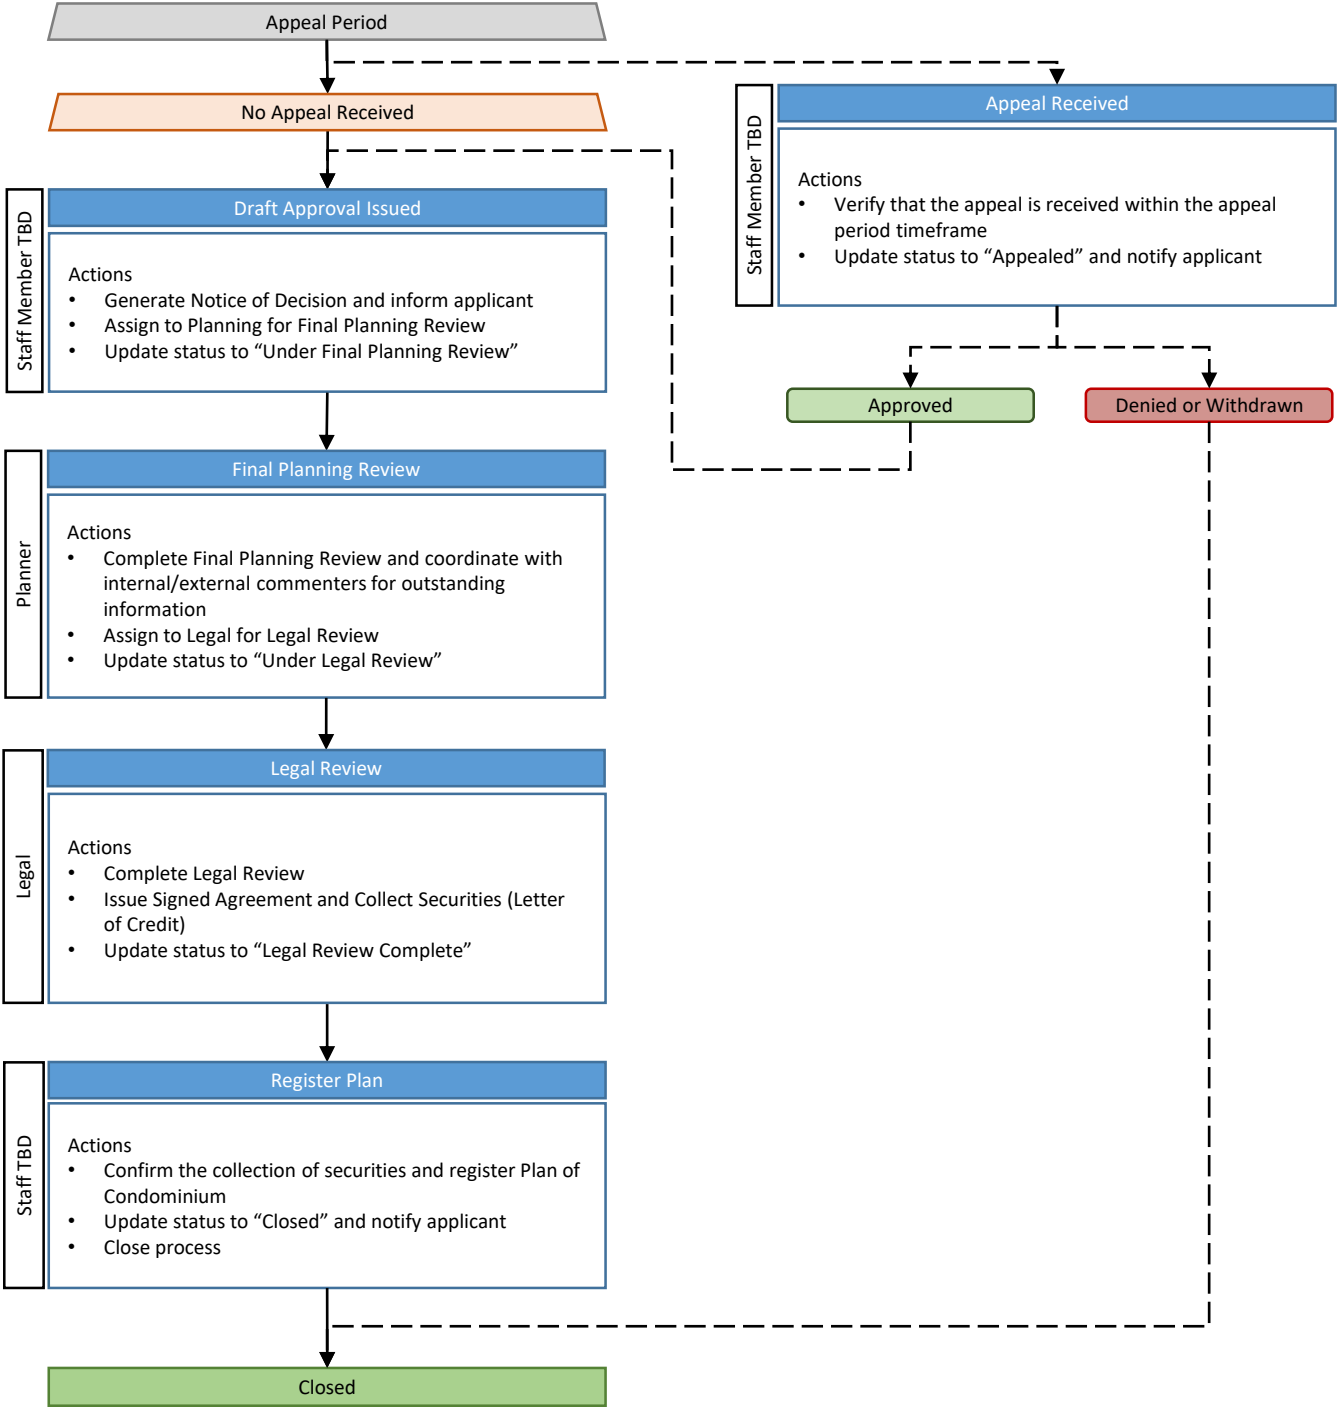 Appeal Period
No Appeal Received
Staff Member TBD
Draft Approval Issued
Actions
• Generate Notice of Decision and inform applicant
• Assign to Planning for Final Planning Review
• Update status to “Under Final Planning Review”
Staff Member TBD
Appeal Received
Actions
• Verify that the appeal is received within the appeal
period timeframe
• Update status to “Appealed” and notify applicant
Approved
Denied or Withdrawn
Planner
Final Planning Review
Actions
• Complete Final Planning Review and coordinate with
internal/external commenters for outstanding
information
• Assign to Legal for Legal Review
• Update status to “Under Legal Review”
Legal
Legal Review
Actions
• Complete Legal Review
• Issue Signed Agreement and Collect Securities (Letter
of Credit)
• Update status to “Legal Review Complete”
Staff TBD
Register Plan
Actions
• Confirm the collection of securities and register Plan of
Condominium
• Update status to “Closed” and notify applicant
• Close process
Closed